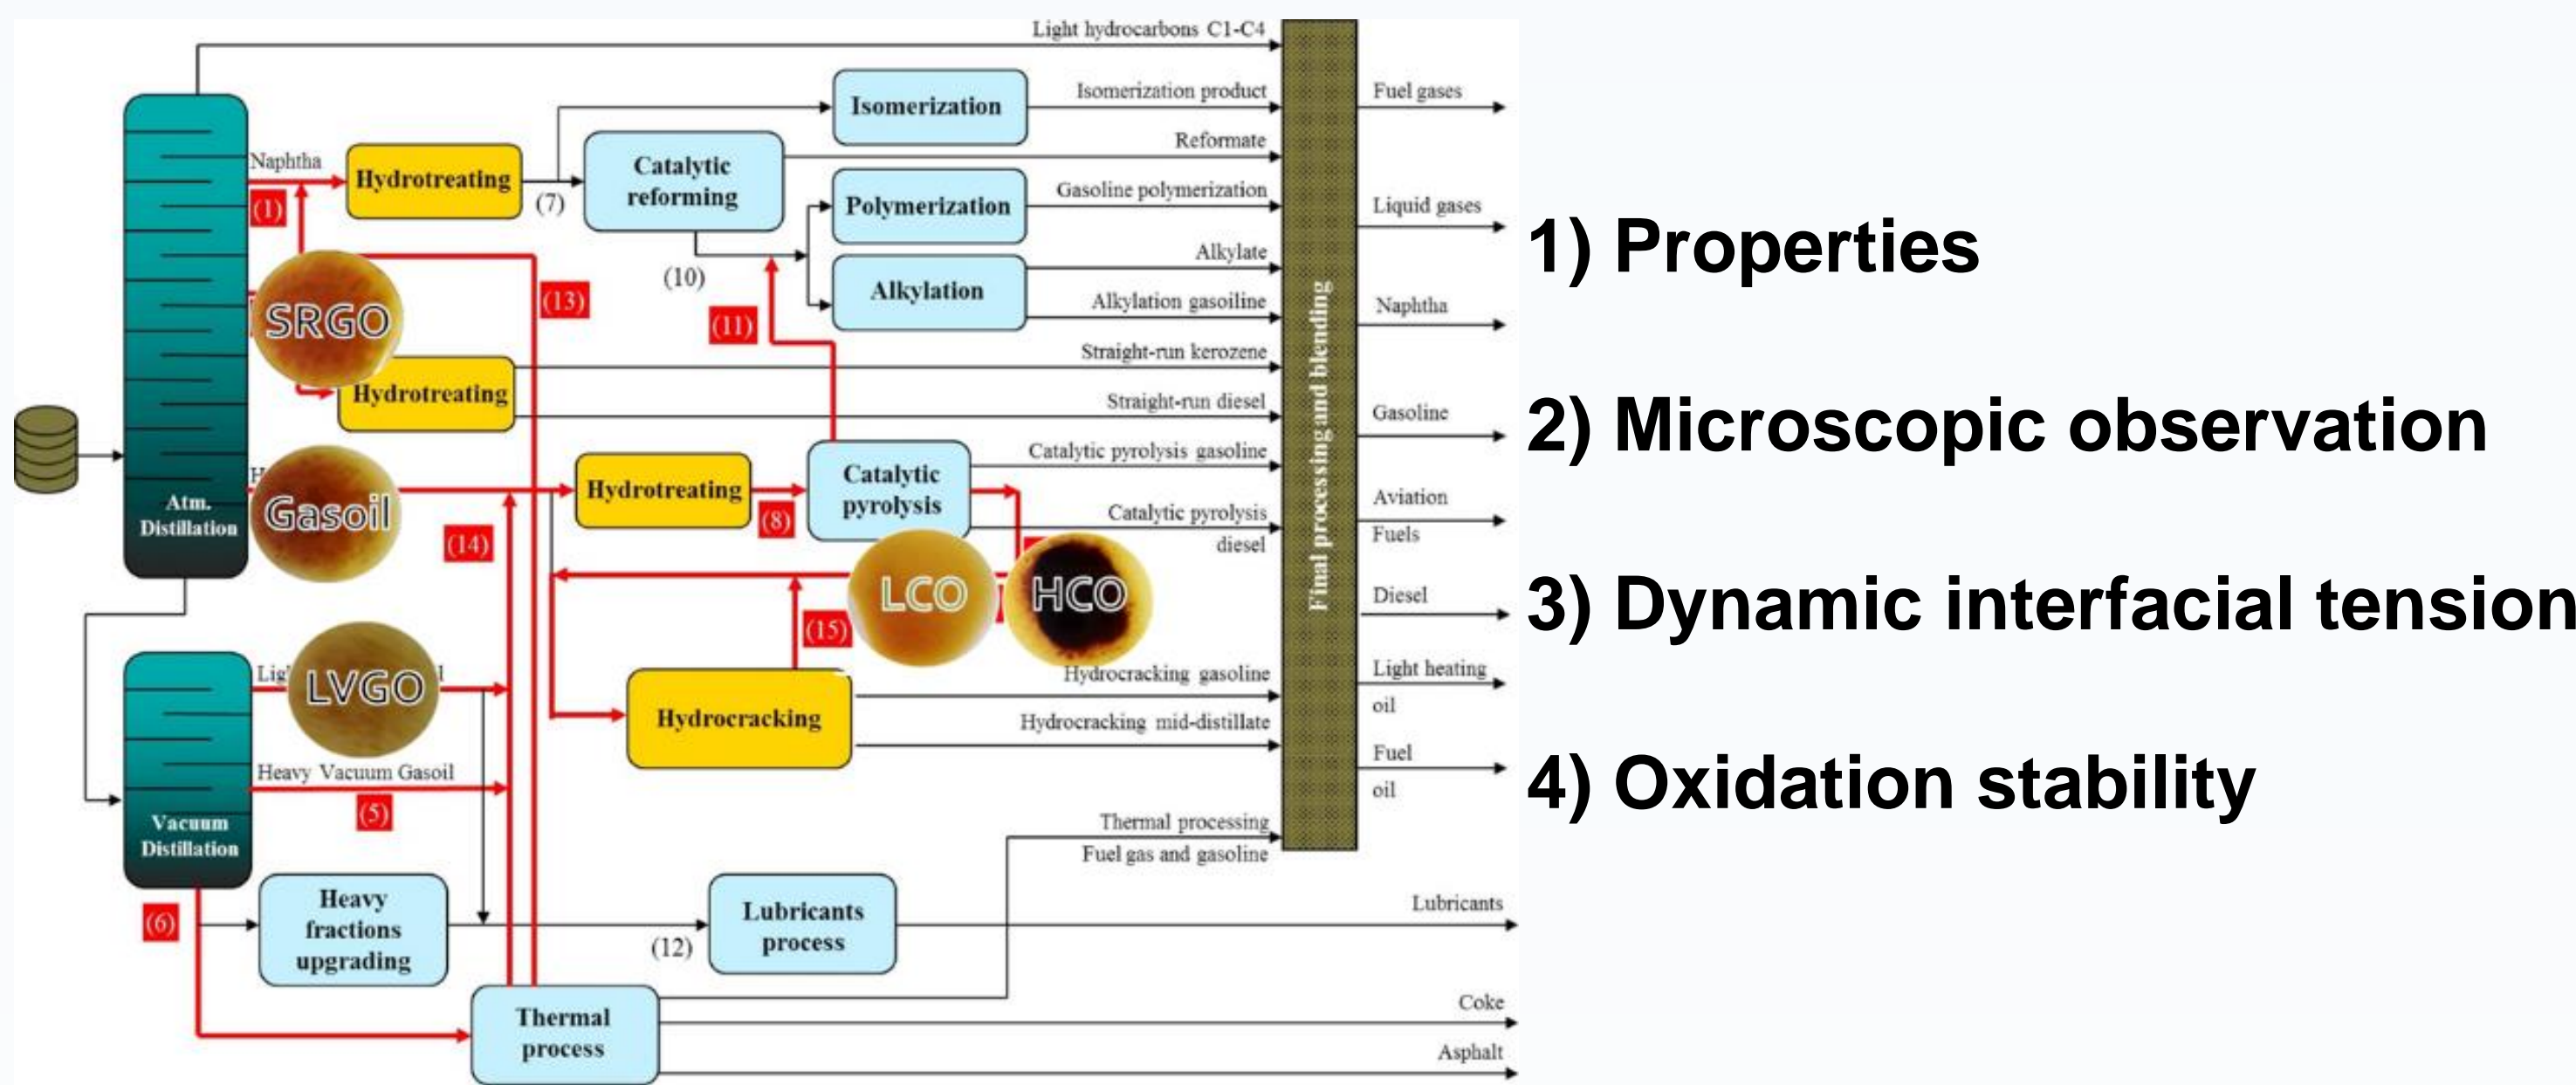 Light hydrocarbons C1-C4
Isomerization
Isomerization product
Fuel gases
Naphtha
(1)
Hydrotreating
(7)
Catalytic
reforming
Reformate
Polymerization
Gasoline polymerization
Liquid gases
Alkylation
Alkylate
Alkylation gasoiline
(10)
(11)
(13)
SRGO
Hydrotreating
Straight-run kerozene
Straight-run diesel
Naphtha
Gasoline
Final processing and blending
Atm.
Distillation
Gasoil
Hydrotreating
(8)
Catalytic
pyrolysis
Catalytic pyrolysis gasoline
Catalytic pyrolysis
diesel
Aviation
Fuels
(14)
LCO
HCO
(15)
Diesel
LVGO
Hydrocracking
Hydrocracking gasoline
Hydrocracking mid-distillate
Light heating
oil
Heavy Vacuum Gasoil
(5)
Fuel
oil
Vacuum
Distillation
Thermal processing
Fuel gas and gasoline
(6)
Heavy
fractions
upgrading
(12)
Lubricants
process
Lubricants
Thermal
process
Coke
Asphalt
1) Properties
2) Microscopic observation
3) Dynamic interfacial tension
4) Oxidation stability